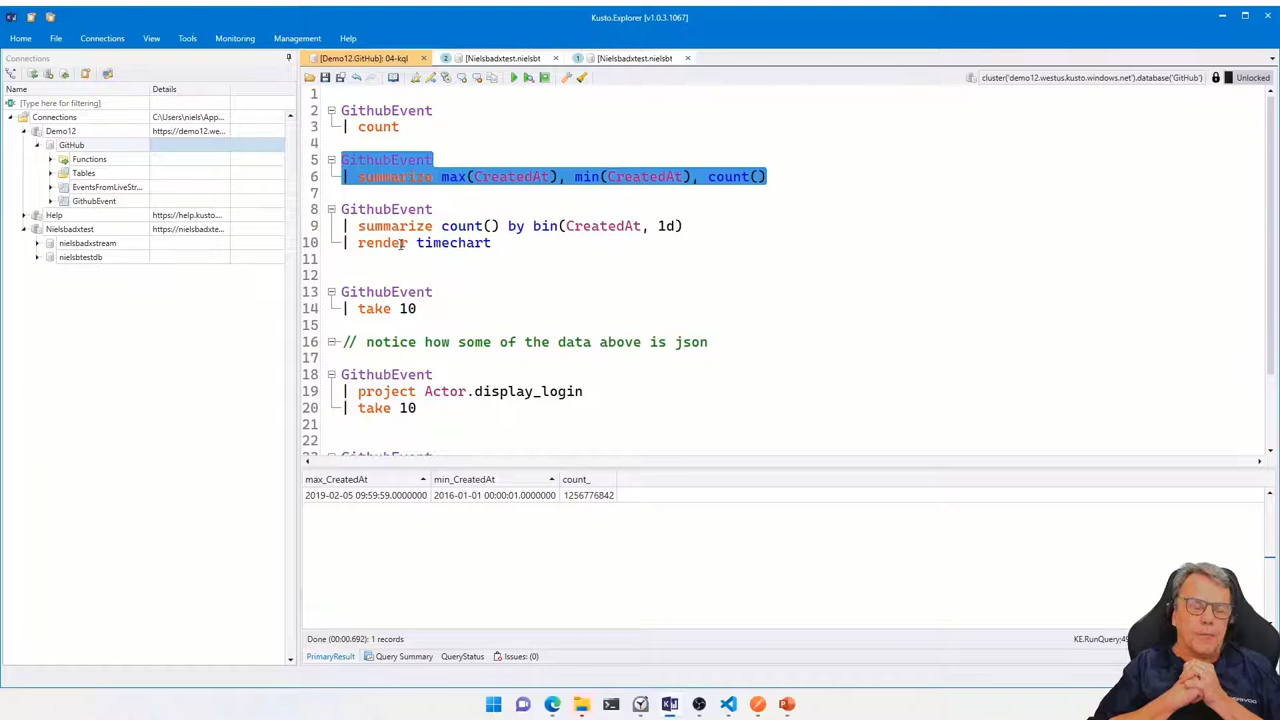 Kusto.Explorer [v1.0.3.1067]
Home File Connections View Tools Monitoring Management Help
Connections
[Demo12.GitHub]: 04-kql
2 [Nielsbadxtest.nielsbt
1 [Nielsbadxtest.nielsbt
cluster('demo12.westus.kusto.windows.net').database('GitHub') Unlocked
Name Details
[Type here for filtering]
Connections C:\Users\niels\App...
Demo12 https://demo12.we...
GitHub
Functions
Tables
EventsFromLiveStr...
GithubEvent
Help https://help.kusto...
Nielsbadxtest https://nielsbadxte...
nielsbadxstream
nielsbtestdb
1
2 GithubEvent
3 | count
4
5 GithubEvent
6 | summarize max(CreatedAt), min(CreatedAt), count()
7
8 GithubEvent
9 | summarize count() by bin(CreatedAt, 1d)
10 | render timechart
11
12
13 GithubEvent
14 | take 10
15
16 // notice how some of the data above is json
17
18 GithubEvent
19 | project Actor.display_login
20 | take 10
21
22
23 GithubEvent
max_CreatedAt min_CreatedAt count_
2019-02-05 09:59:59.0000000 2016-01-01 00:00:01.0000000 1256776842
Done (00:00.692): 1 records
PrimaryResult Query Summary QueryStatus Issues: (0)